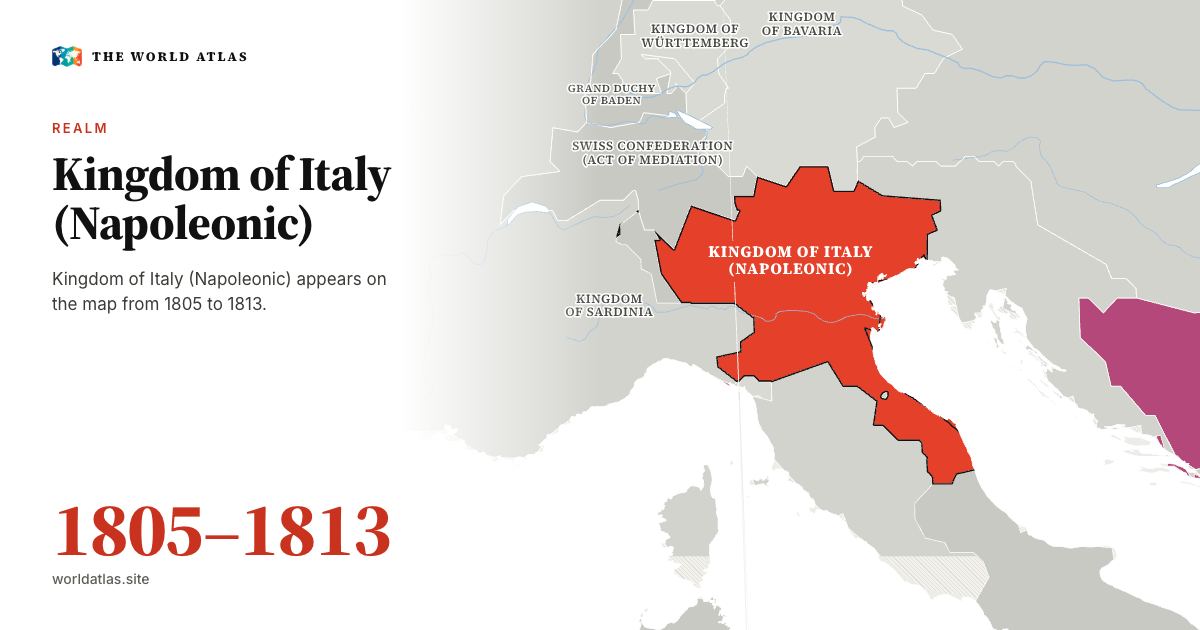 THE WORLD ATLAS
REALM
Kingdom of Italy
(Napoleonic)
Kingdom of Italy (Napoleonic) appears on
the map from 1805 to 1813.
1805–1813
worldatlas.site
KINGDOM OF
WÜRTTEMBERG
KINGDOM
OF BAVARIA
GRAND DUCHY
OF BADEN
SWISS CONFEDERATION
(ACT OF MEDIATION)
KINGDOM OF ITALY
(NAPOLEONIC)
KINGDOM
OF SARDINIA